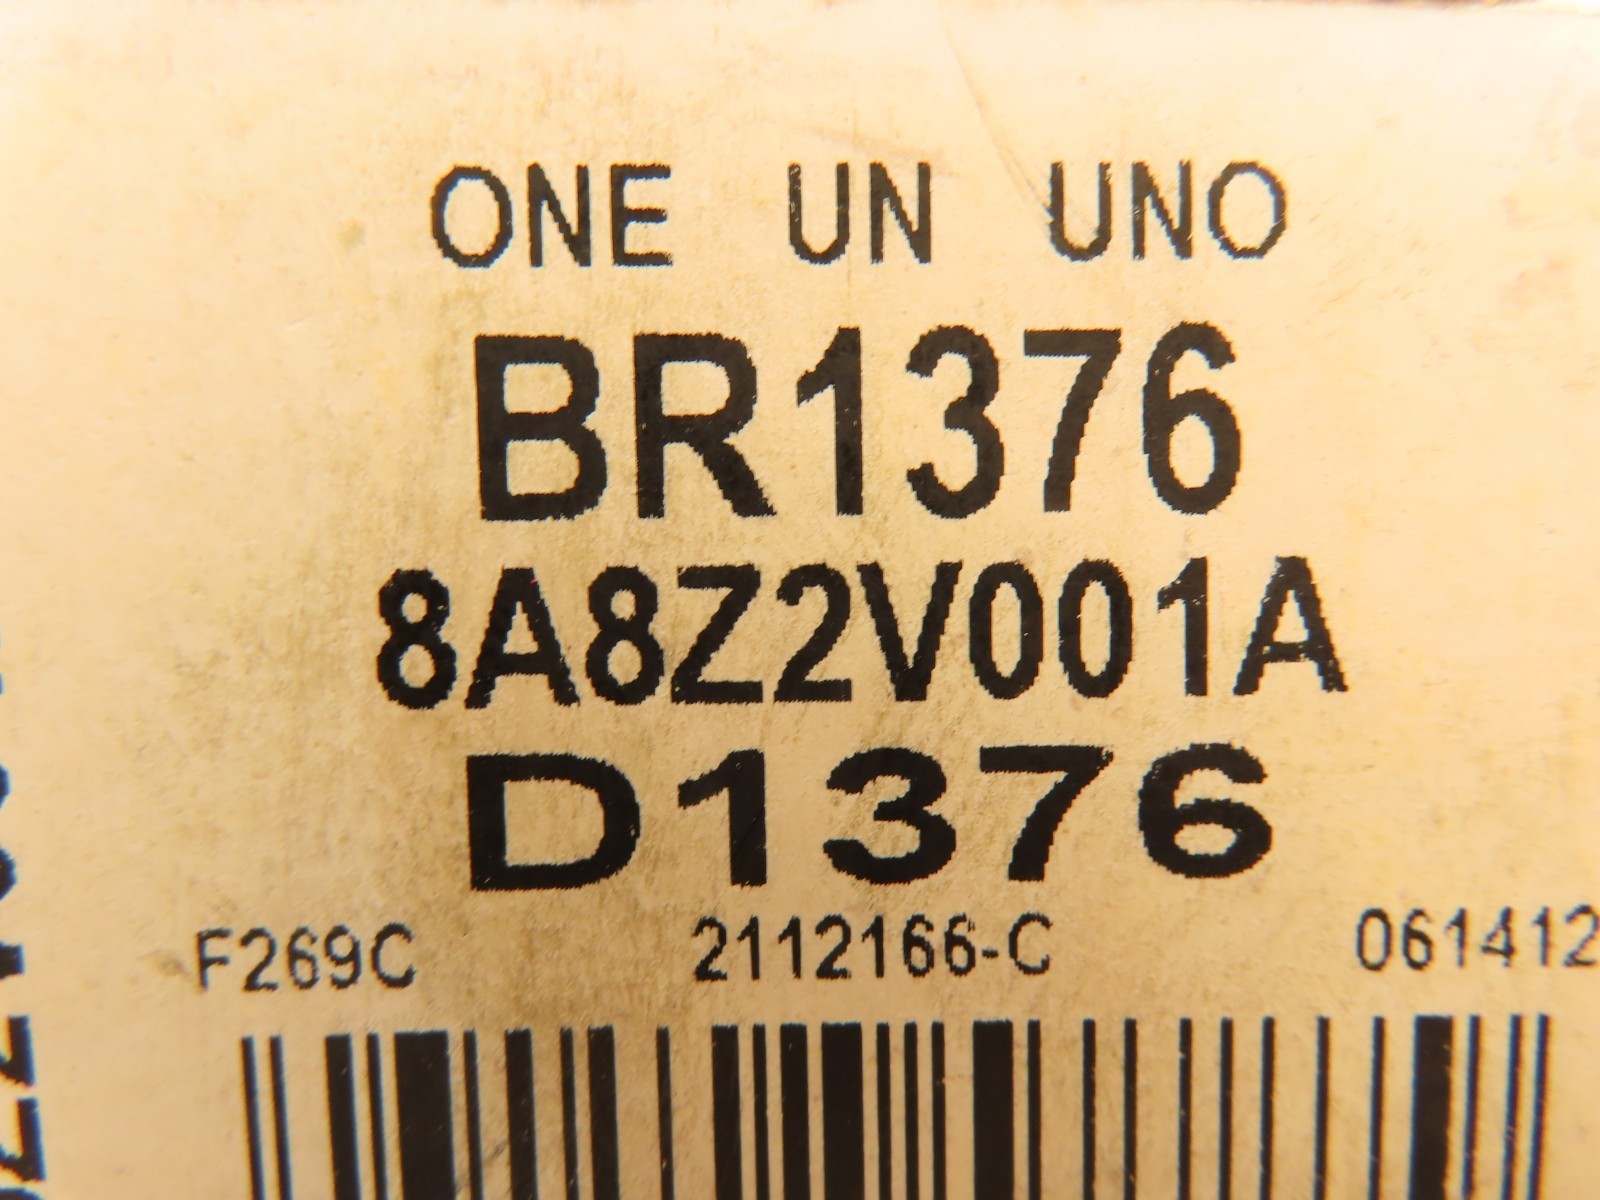 ONE UN UNO
BR1376
8A8Z2V001A
D1376
F269C 2112166-C 061412